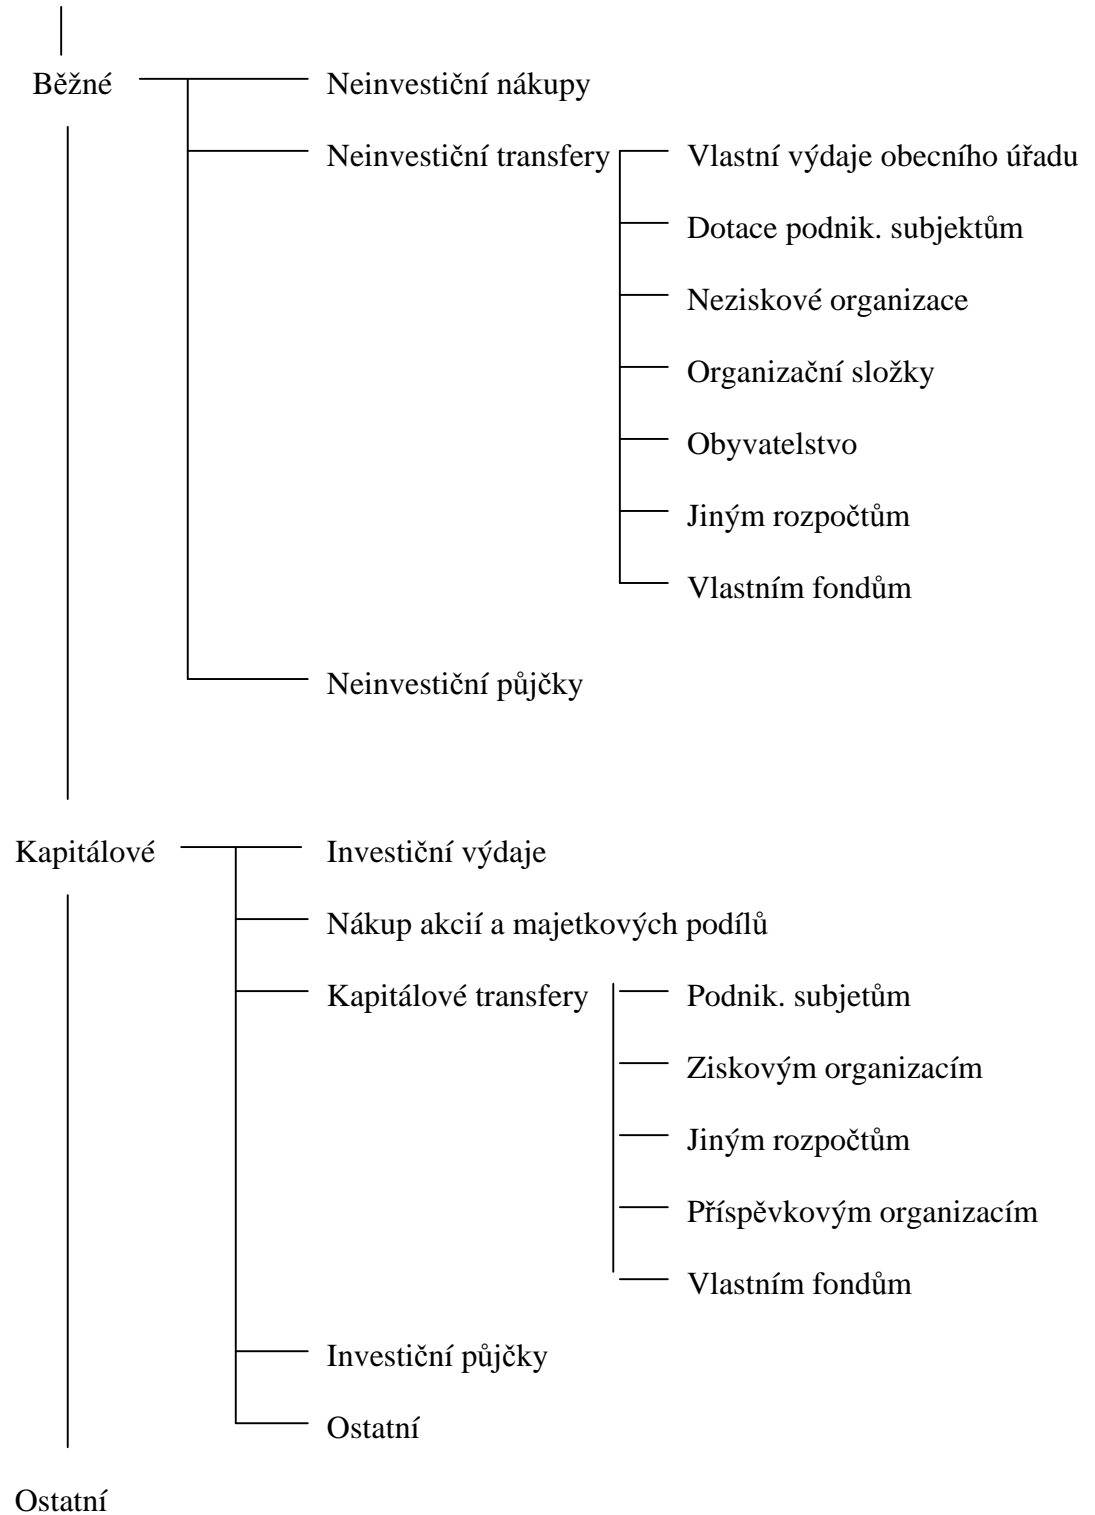 Běžné
Neinvestiční nákupy
Neinvestiční transfery
Vlastní výdaje obecního úřadu
Dotace podnik. subjektům
Neziskové organizace
Organizační složky
Obyvatelstvo
Jiným rozpočtům
Vlastním fondům
Neinvestiční půjčky
Kapitálové
Investiční výdaje
Nákup akcií a majetkových podílů
Kapitálové transfery
Podnik. subjetům
Ziskovým organizacím
Jiným rozpočtům
Příspěvkovým organizacím
Vlastním fondům
Investiční půjčky
Ostatní
Ostatní